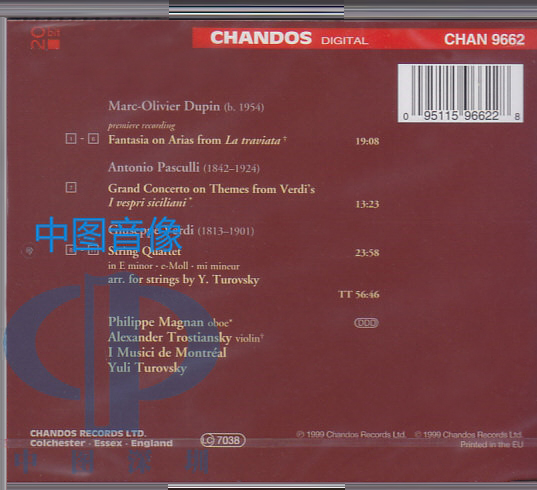 20 bit
CHANDOS DIGITAL CHAN 9662
0 95115 96622 8
Marc-Olivier Dupin (b. 1954)
premiere recording
1 - 6 Fantasia on Arias from La traviata † 19:08
Antonio Pasculli (1842–1924)
7 Grand Concerto on Themes from Verdi's
I vespri siciliani* 13:23
中图音像
Giuseppe Verdi (1813–1901)
String Quartet 23:58
in E minor · e-Moll · mi mineur
arr. for strings by Y. Turovsky
TT 56:46
Philippe Magnan oboe* DDD
Alexander Trostiansky violin†
I Musici de Montréal
Yuli Turovsky
CHANDOS RECORDS LTD.
Colchester · Essex · England
LC 7038
℗ 1999 Chandos Records Ltd. © 1999 Chandos Records Ltd.
Printed in the EU